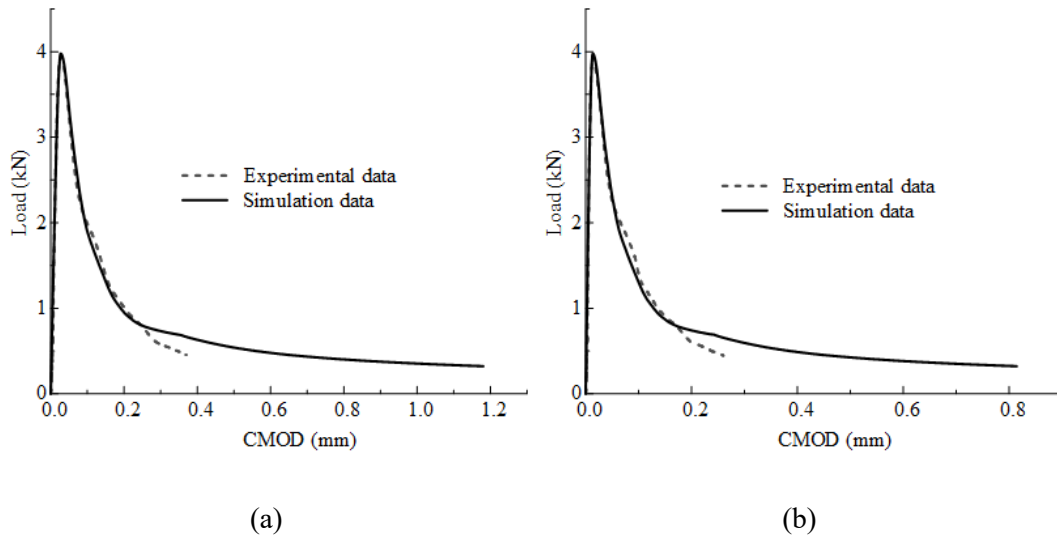 4
3
2
1
0
Load (kN)
Experimental data
Simulation data
0.0 0.2 0.4 0.6 0.8 1.0 1.2
CMOD (mm)
(a)
4
3
2
1
0
Load (kN)
Experimental data
Simulation data
0.0 0.2 0.4 0.6 0.8
CMOD (mm)
(b)